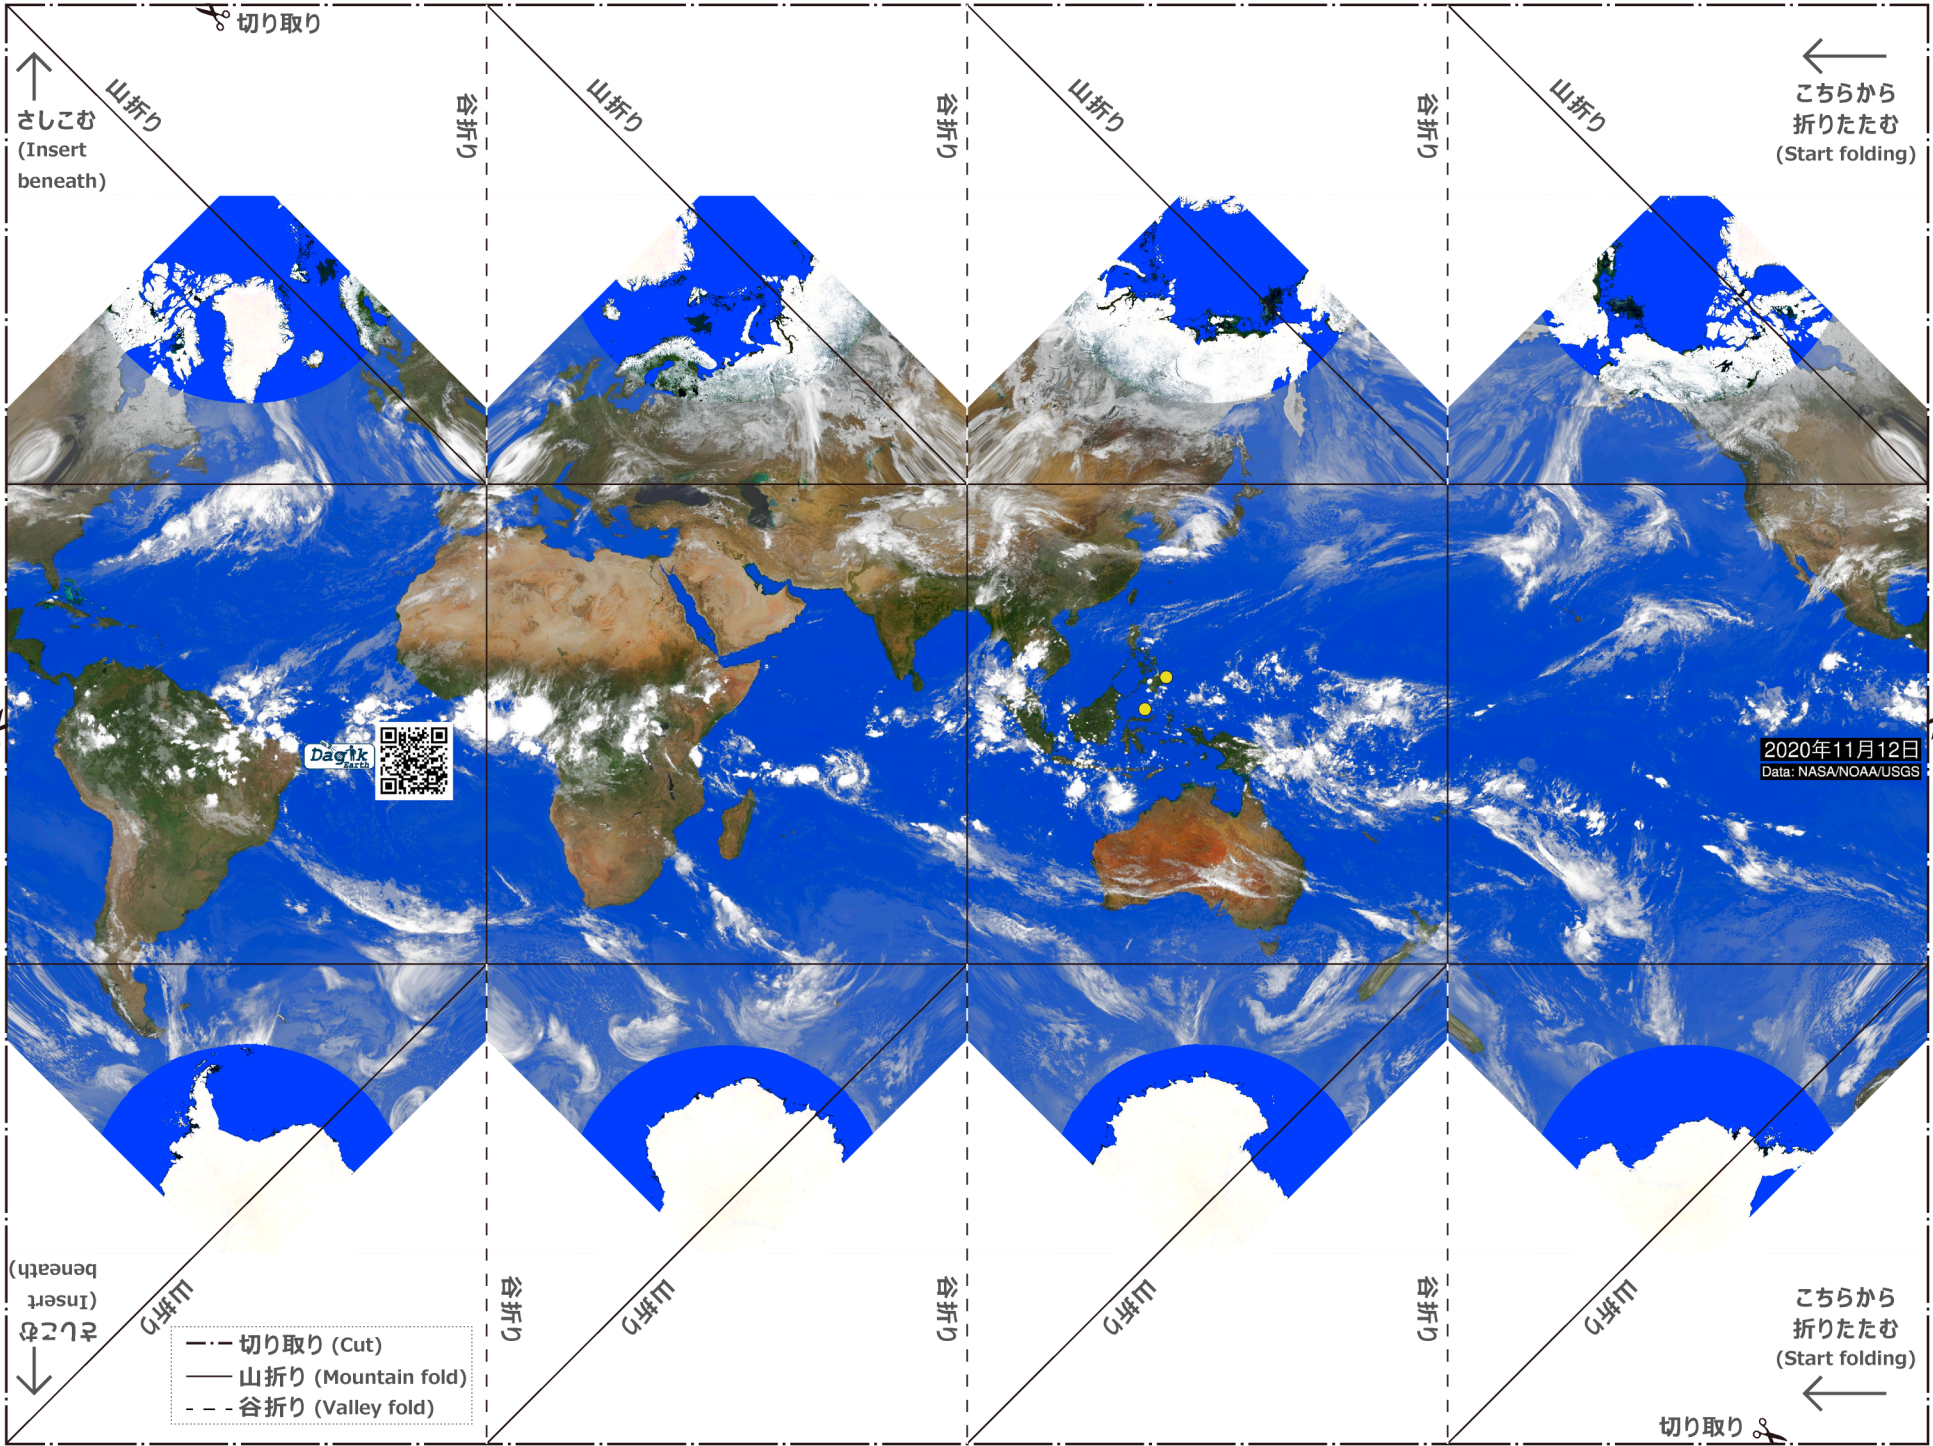 切り取り
さしこむ
(Insert
beneath)
山折り
谷折り
山折り
谷折り
山折り
谷折り
山折り
こちらから
折りたたむ
(Start folding)
Dagik
Earth
2020年11月12日
Data: NASA/NOAA/USGS
さしこむ
(Insert
beneath)
山折り
谷折り
山折り
谷折り
山折り
谷折り
山折り
こちらから
折りたたむ
(Start folding)
切り取り (Cut)
山折り (Mountain fold)
谷折り (Valley fold)
切り取り